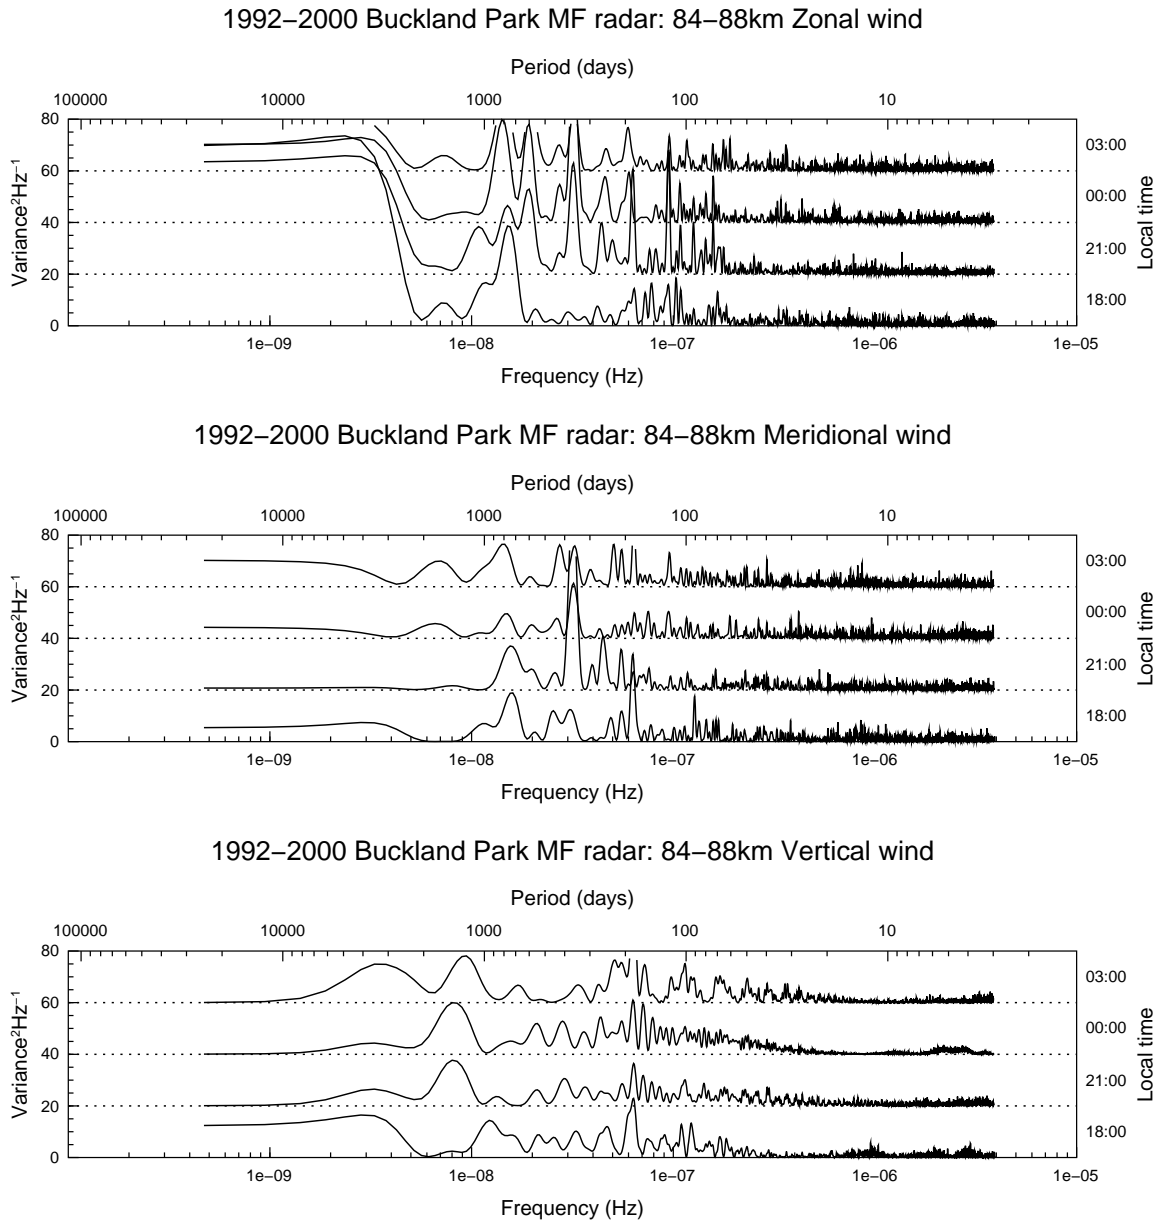 1992−2000 Buckland Park MF radar: 84−88km Zonal wind
Period (days)
100000 10000 1000 100 10
80
60
40
20
0
Variance²Hz⁻¹
03:00
00:00
21:00
18:00
Local time
1e−09 1e−08 1e−07 1e−06 1e−05
Frequency (Hz)
1992−2000 Buckland Park MF radar: 84−88km Meridional wind
Period (days)
100000 10000 1000 100 10
80
60
40
20
0
Variance²Hz⁻¹
03:00
00:00
21:00
18:00
Local time
1e−09 1e−08 1e−07 1e−06 1e−05
Frequency (Hz)
1992−2000 Buckland Park MF radar: 84−88km Vertical wind
Period (days)
100000 10000 1000 100 10
80
60
40
20
0
Variance²Hz⁻¹
03:00
00:00
21:00
18:00
Local time
1e−09 1e−08 1e−07 1e−06 1e−05
Frequency (Hz)